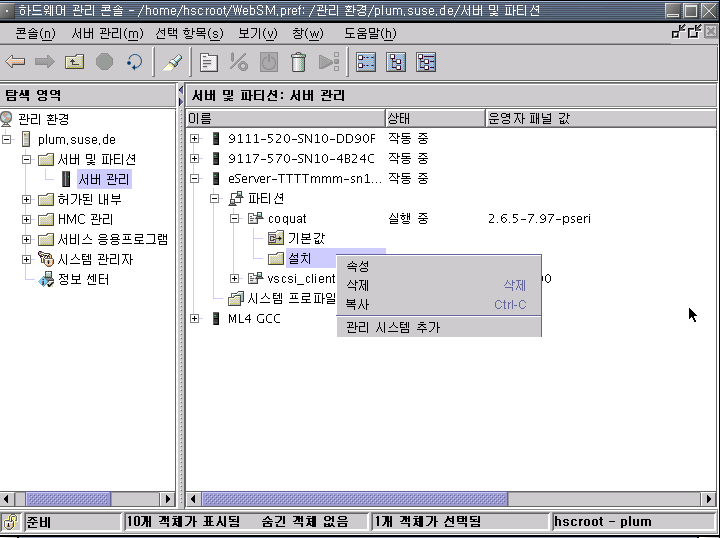 하드웨어 관리 콘솔 - /home/hscroot/WebSM.pref: /관리 환경/plum.suse.de/서버 및 파티션
콘솔(n) 서버 관리(M) 선택 항목(s) 보기(v) 창(w) 도움말(h)
탐색 영역
관리 환경
plum.suse.de
서버 및 파티션
서버 관리
허가된 내부
HMC 관리
서비스 응용프로그램
시스템 관리자
정보 센터
서버 및 파티션: 서버 관리
이름 상태 운영자 패널 값
9111-520-SN10-DD90F 작동 중
9117-570-SN10-4B24C 작동 중
eServer-TTTTmmm-sn1... 작동 중
파티션
coquat 실행 중 2.6.5-7.97-pseri
기본값
설치
vscsi_client
시스템 프로파일
ML4 GCC
속성
삭제 삭제
복사 Ctrl-C
관리 시스템 추가
준비 10개 객체가 표시됨 숨긴 객체 없음 1개 객체가 선택됨 hscroot - plum